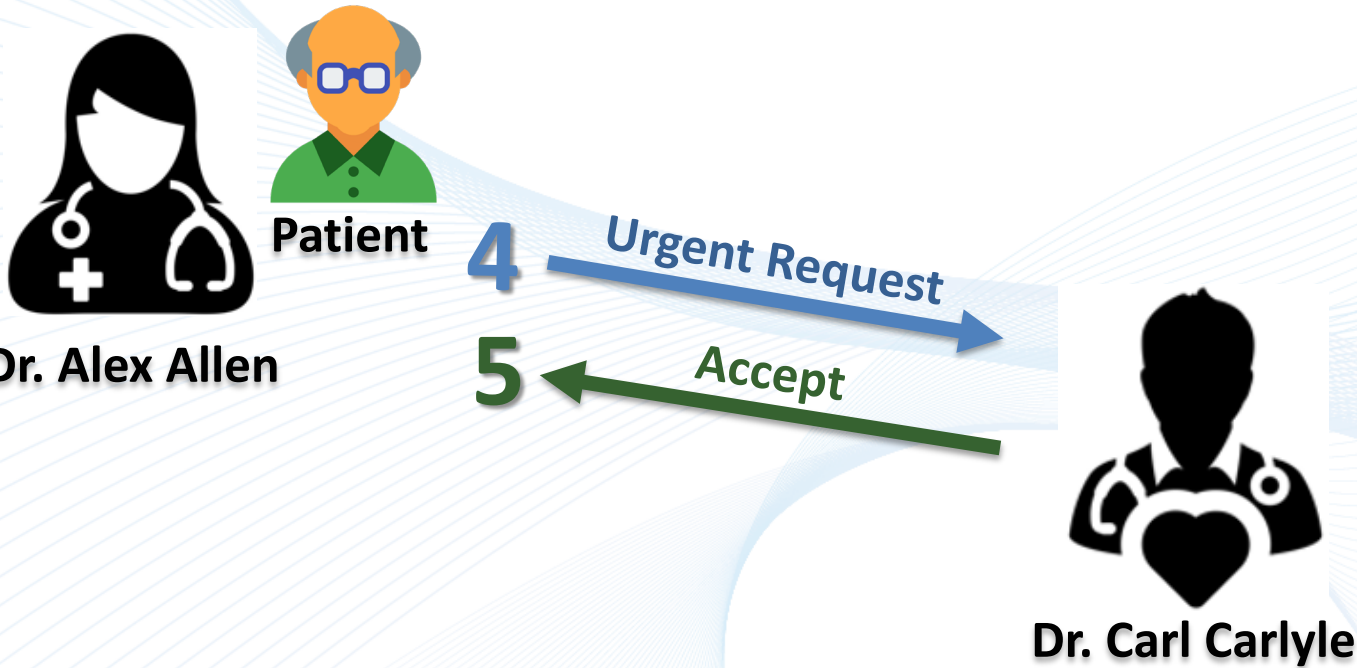 Patient
4
Urgent Request
Dr. Alex Allen
5
Accept
Dr. Carl Carlyle